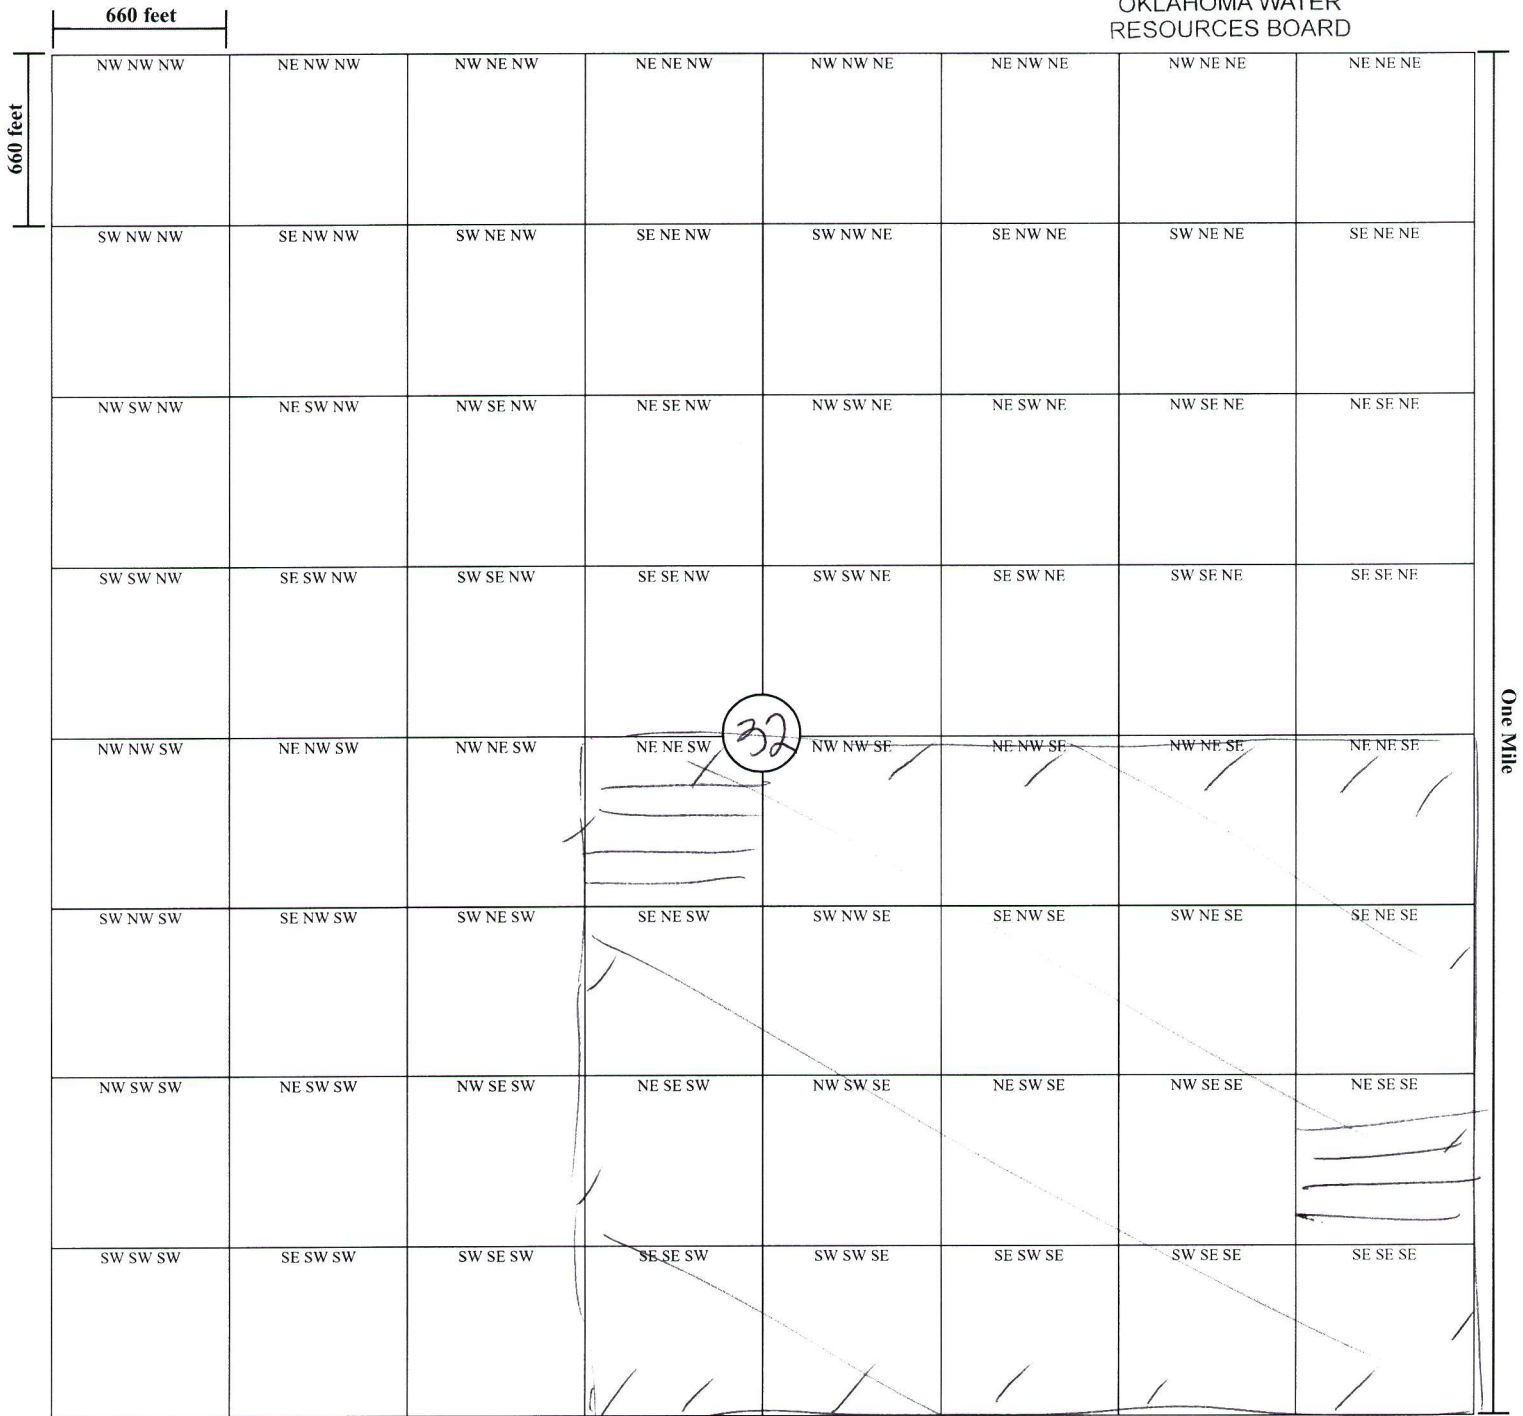 660 feet
OKLAHOMA WATER
RESOURCES BOARD
660 feet
NW NW NW NE NW NW NW NE NW NE NE NW NW NW NE NE NW NE NW NE NE NE NE NE
SW NW NW SE NW NW SW NE NW SE NE NW SW NW NE SE NW NE SW NE NE SE NE NE
NW SW NW NE SW NW NW SE NW NE SE NW NW SW NE NE SW NE NW SE NE NE SE NE
SW SW NW SE SW NW SW SE NW SE SE NW SW SW NE SE SW NE SW SE NE SE SE NE
One Mile
32
NW NW SW NE NW SW NW NE SW NE NE SW NW NW SE NE NW SE NW NE SE NE NE SE
SW NW SW SE NW SW SW NE SW SE NE SW SW NW SE SE NW SE SW NE SE SE NE SE
NW SW SW NE SW SW NW SE SW NE SE SW NW SW SE NE SW SE NW SE SE NE SE SE
SW SW SW SE SW SW SW SE SW SE SE SW SW SW SE SE SW SE SW SE SE SE SE SE